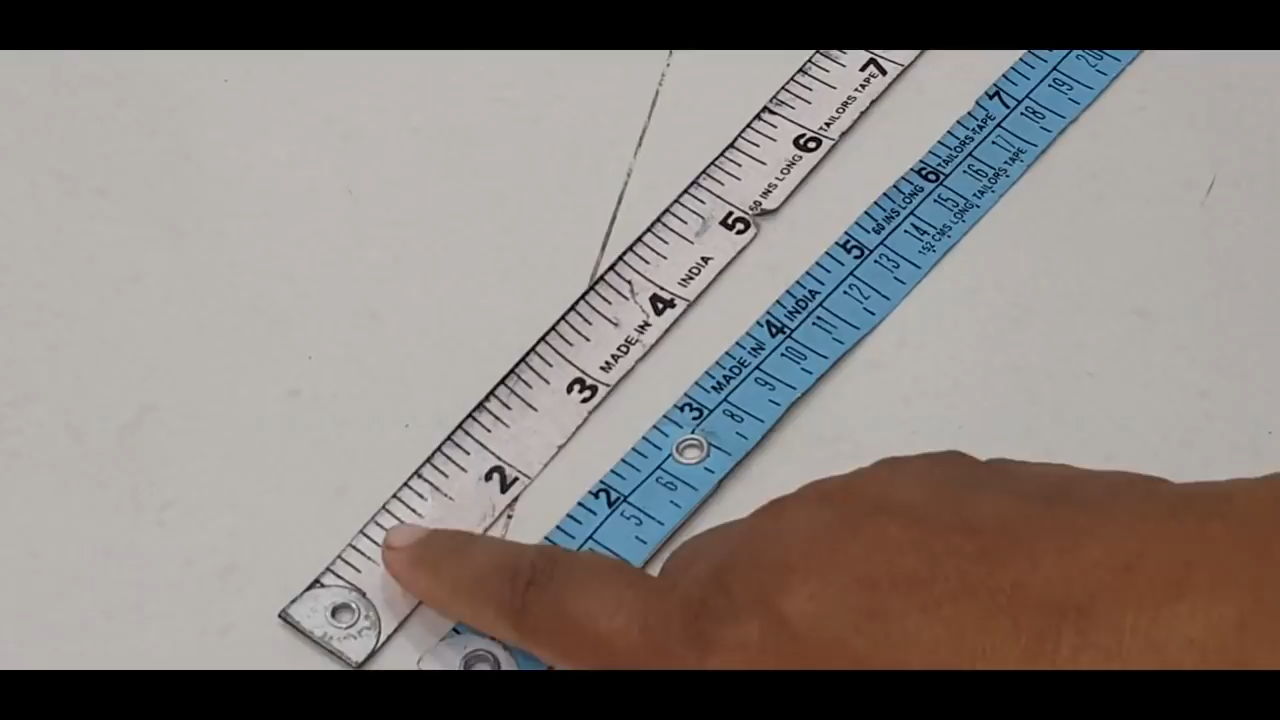 2 3 MADE IN 4 INDIA 5 60 INS LONG 6 TAILORS TAPE 7
2 3 MADE IN 4 INDIA 5 60 INS LONG 6 TAILORS TAPE 7
5 6 8 9 10 11 12 13 14 15 16 17 18 19 20
152 CMS LONG TAILORS TAPE